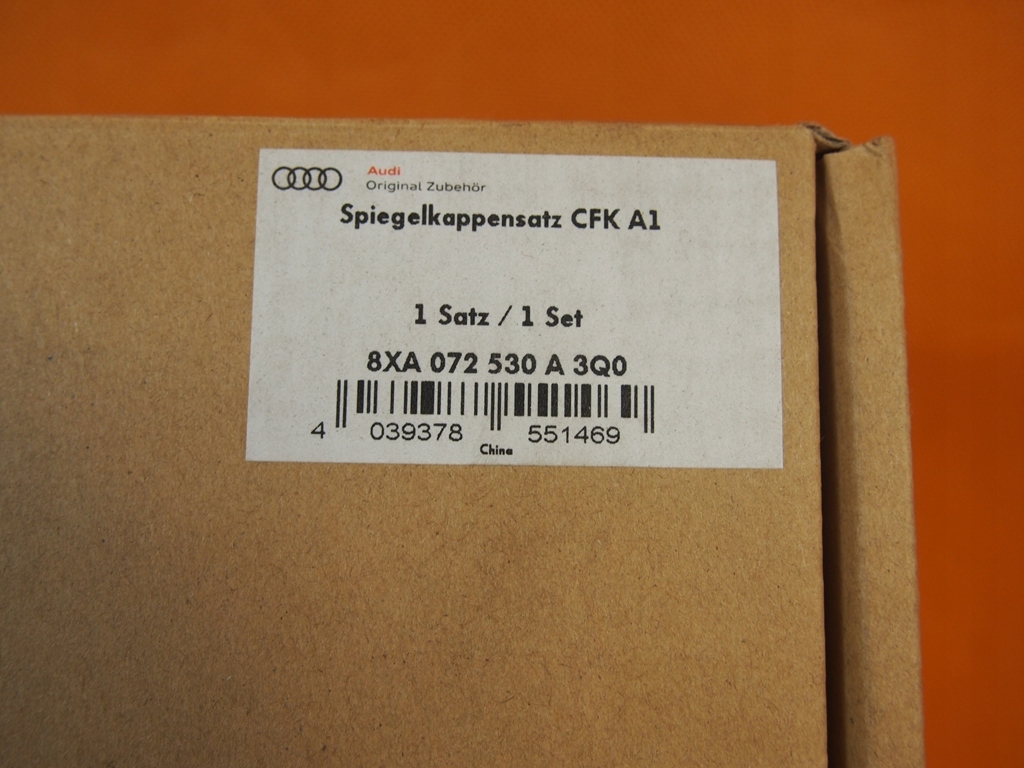 Audi
Original Zubehör
Spiegelkappensatz CFK A1
1 Satz / 1 Set
8XA 072 530 A 3Q0
4 039378 551469
China